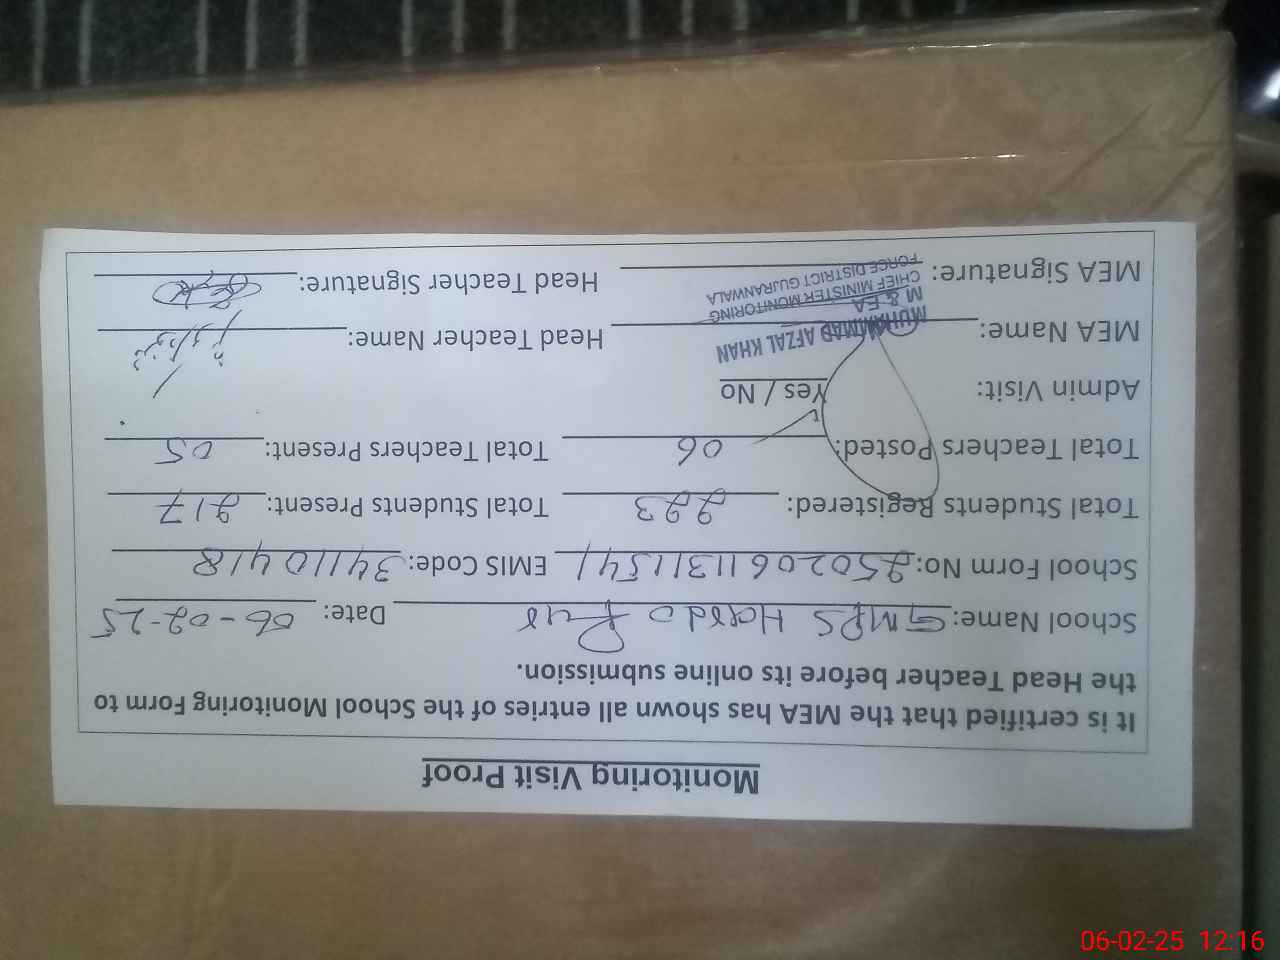 Monitoring Visit Proof
It is certified that the MEA has shown all entries of the School Monitoring Form to
the Head Teacher before its online submission.
School Name: GMPS Hardo Pur Date: 06-02-25
School Form No: 2502061131541 EMIS Code: 34110418
Total Students Registered: 223 Total Students Present: 217
Total Teachers Posted: 06 Total Teachers Present: 05
Admin Visit: Yes / No
MEA Name: Head Teacher Name:
MUHAMMAD AFZAL KHAN
M & EA
CHIEF MINISTER MONITORING
FORCE DISTRICT GUJRANWALA
MEA Signature: Head Teacher Signature:
06-02-25 12:16